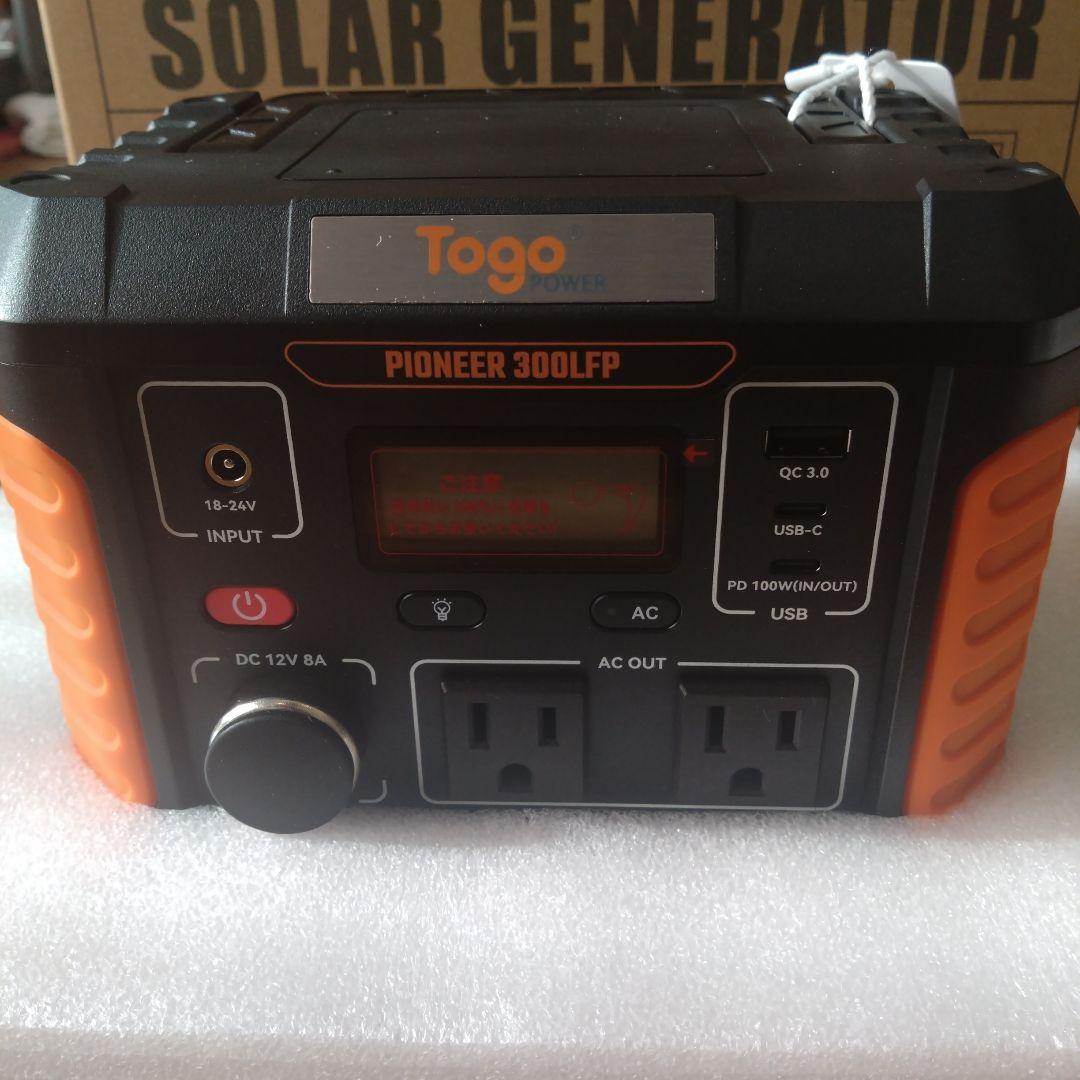 SOLAR GENERATOR
Togo®
POWER
PIONEER 300LFP
18-24V
INPUT
ご注意
QC 3.0
USB-C
PD 100W(IN/OUT)
USB
AC
DC 12V 8A
AC OUT